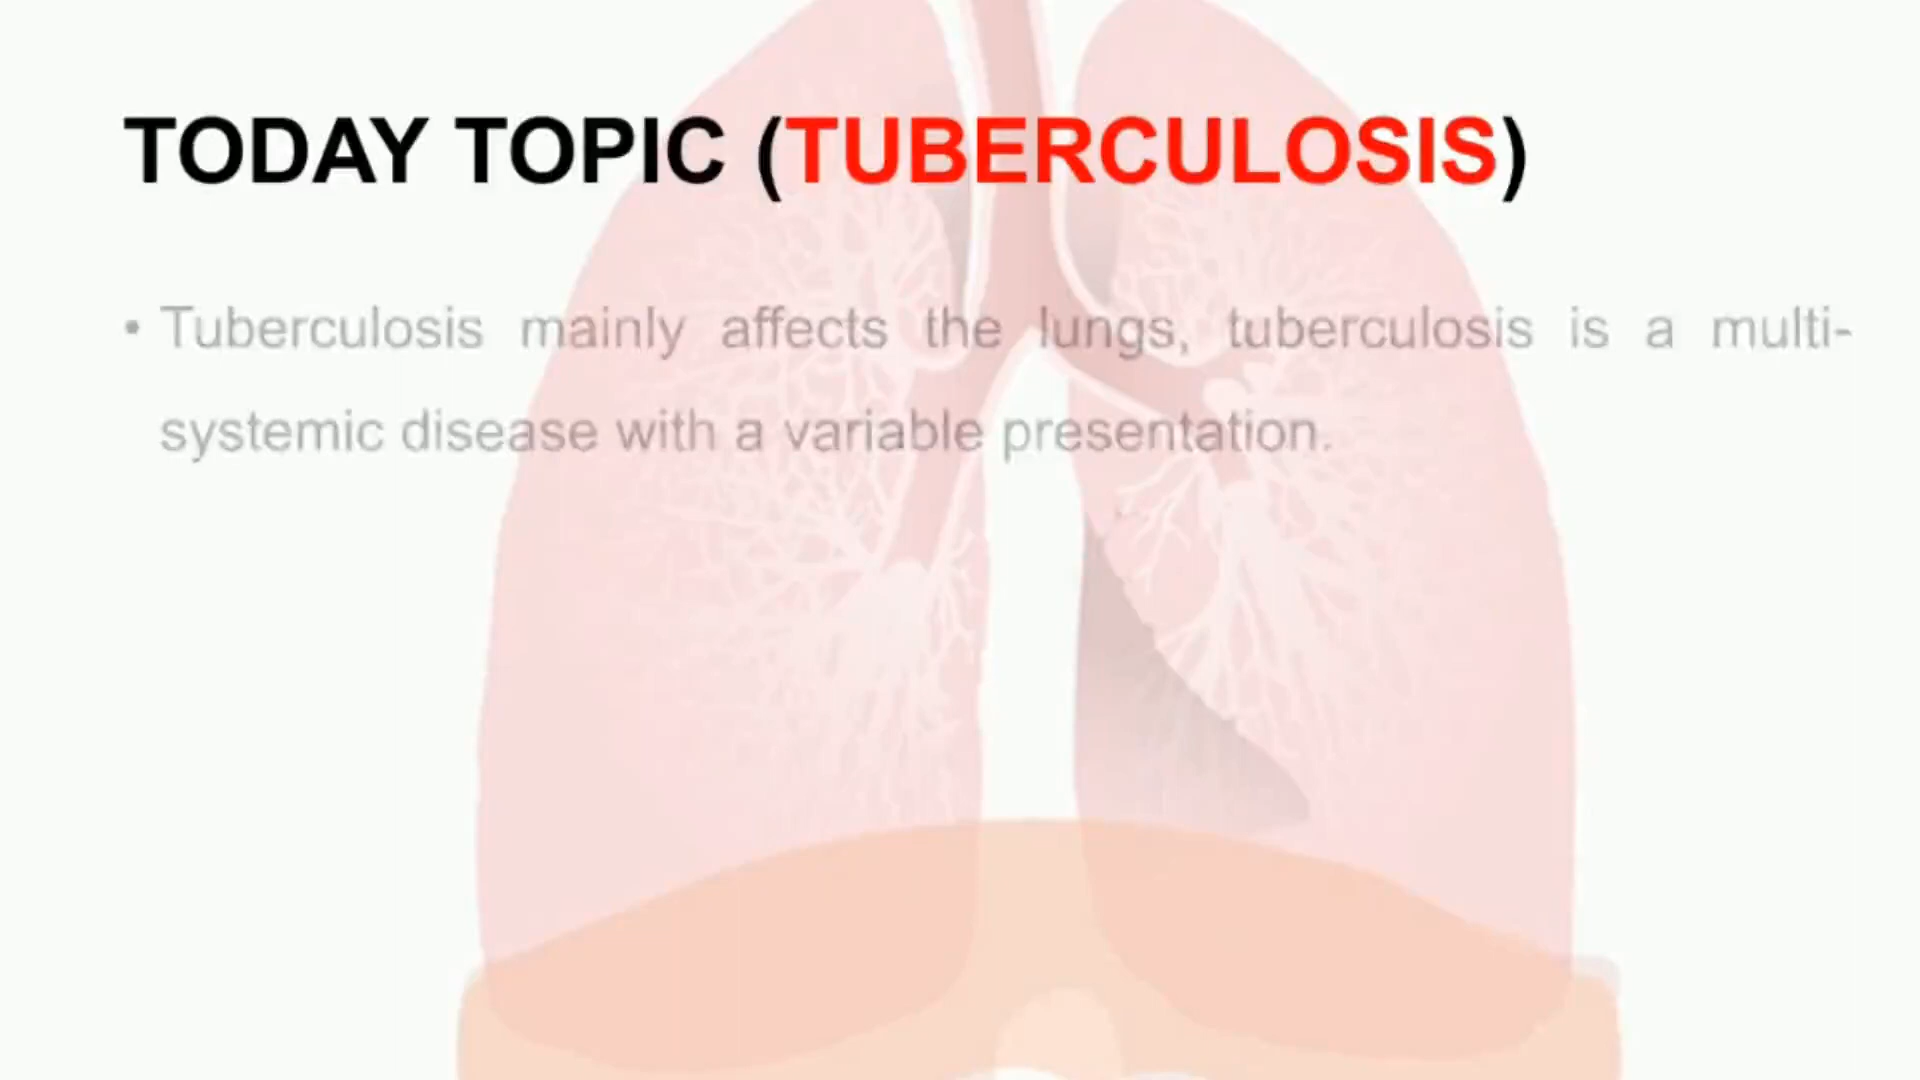 TODAY TOPIC (TUBERCULOSIS)
• Tuberculosis mainly affects the lungs, tuberculosis is a multi-
systemic disease with a variable presentation.